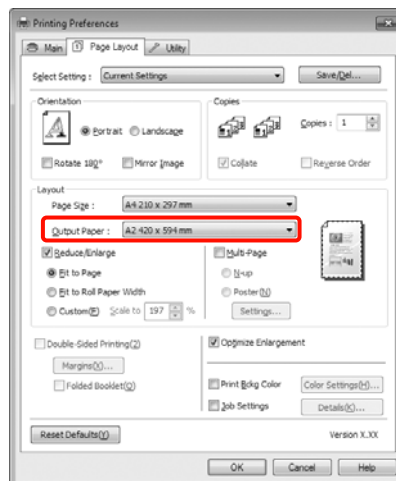 Printing Preferences
Main Page Layout Utility
Select Setting : Current Settings Save/Del...
Orientation Copies
Portrait Landscape Copies : 1
Rotate 180° Mirror Image Collate Reverse Order
Layout
Page Size : A4 210 x 297 mm
Output Paper : A2 420 x 594 mm
Reduce/Enlarge Multi-Page
Fit to Page N-up
Fit to Roll Paper Width Poster(N)
Custom(F) Scale to 197 % Settings...
Double-Sided Printing(2) Optimize Enlargement
Margins(X)...
Folded Booklet(Q) Print Bckg Color Color Settings(H)...
Job Settings Details(K)...
Reset Defaults(Y) Version X.XX
OK Cancel Help